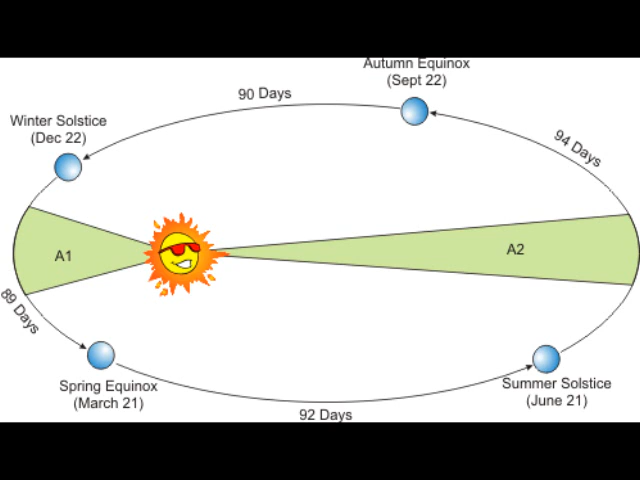 Autumn Equinox
(Sept 22)
90 Days
Winter Solstice
(Dec 22)
94 Days
A1
A2
89 Days
Spring Equinox
(March 21)
Summer Solstice
(June 21)
92 Days